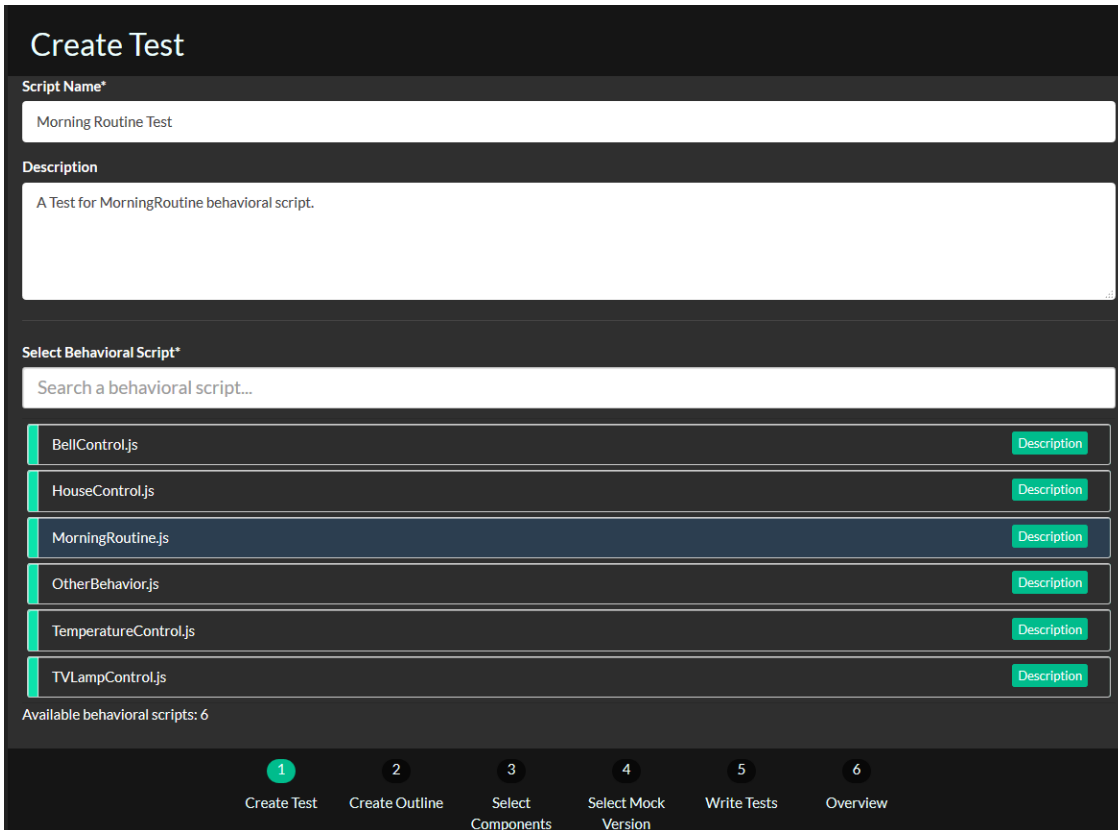 Create Test
Script Name*
Morning Routine Test
Description
A Test for MorningRoutine behavioral script.
Select Behavioral Script*
Search a behavioral script...
BellControl.js Description
HouseControl.js Description
MorningRoutine.js Description
OtherBehavior.js Description
TemperatureControl.js Description
TVLampControl.js Description
Available behavioral scripts: 6
1 2 3 4 5 6
Create Test Create Outline Select Select Mock Write Tests Overview
Components Version